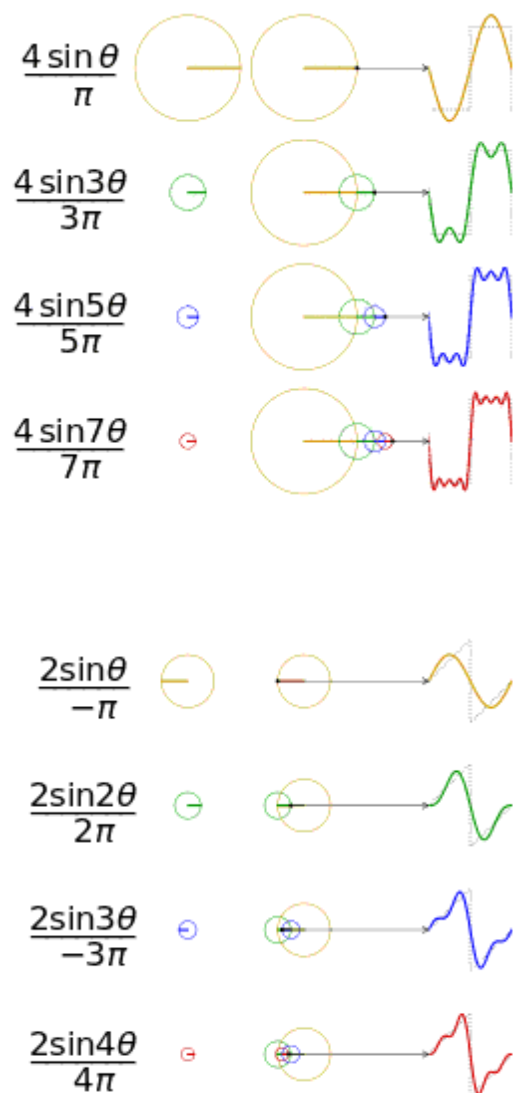 4 sin θ
π
4 sin3θ
3π
4 sin5θ
5π
4 sin7θ
7π
2sinθ
−π
2sin2θ
2π
2sin3θ
−3π
2sin4θ
4π